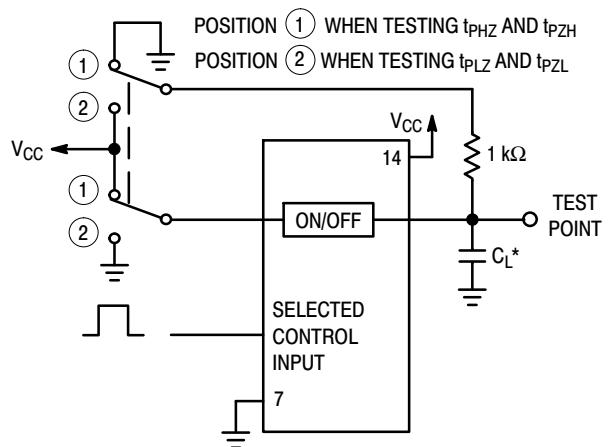 POSITION 1 WHEN TESTING tPHZ AND tPZH
POSITION 2 WHEN TESTING tPLZ AND tPZL
1
2
VCC
1
2
VCC
14
1 kΩ
ON/OFF
TEST
POINT
CL*
SELECTED
CONTROL
INPUT
7